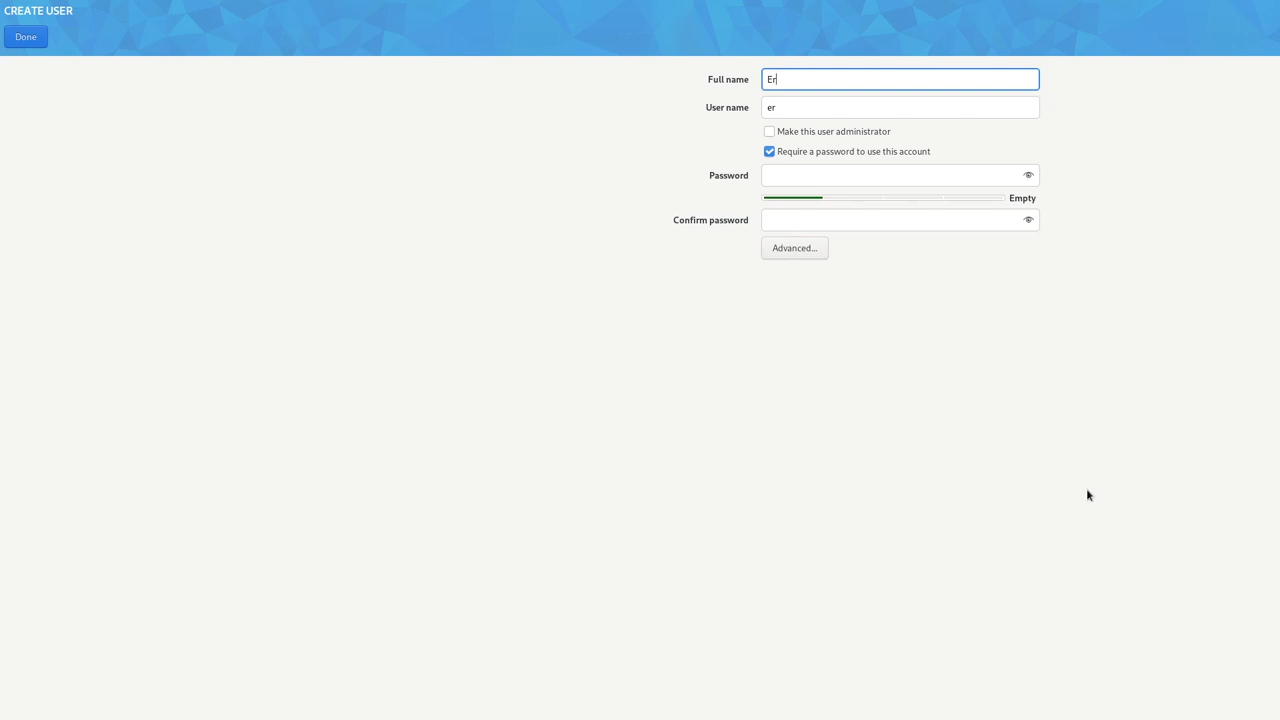 CREATE USER
Done
Full name Er
User name er
Make this user administrator
Require a password to use this account
Password
Empty
Confirm password
Advanced...